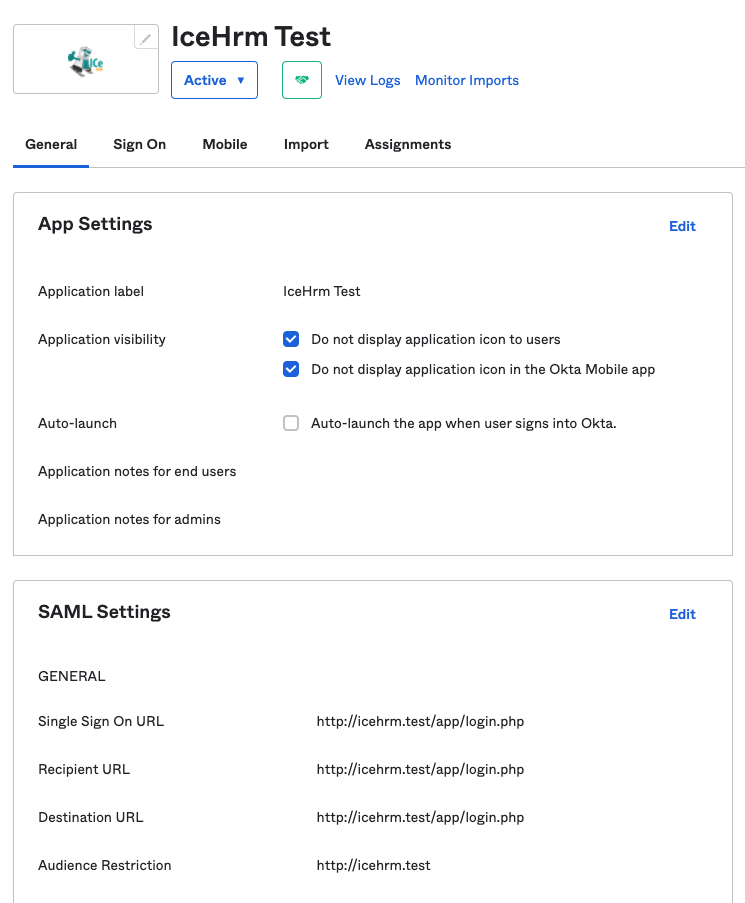 IceHrm Test
ICe
Active ▼ View Logs Monitor Imports
General Sign On Mobile Import Assignments
App Settings Edit
Application label IceHrm Test
Application visibility Do not display application icon to users
Do not display application icon in the Okta Mobile app
Auto-launch Auto-launch the app when user signs into Okta.
Application notes for end users
Application notes for admins
SAML Settings Edit
GENERAL
Single Sign On URL http://icehrm.test/app/login.php
Recipient URL http://icehrm.test/app/login.php
Destination URL http://icehrm.test/app/login.php
Audience Restriction http://icehrm.test